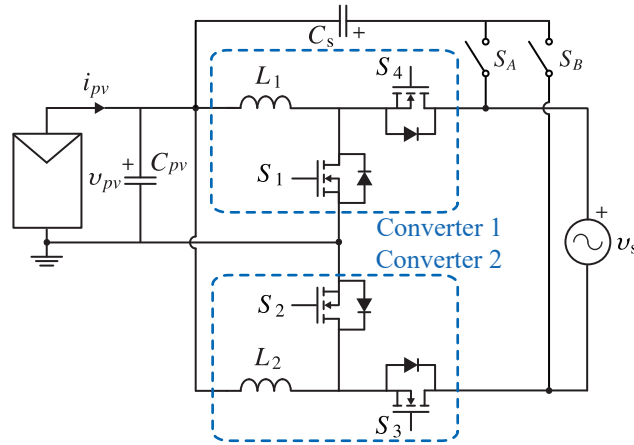 C_s +
S_A S_B
i_pv
L_1
S_4
+
υ_pv
C_pv
S_1
+
υ_s
Converter 1
Converter 2
S_2
L_2
S_3